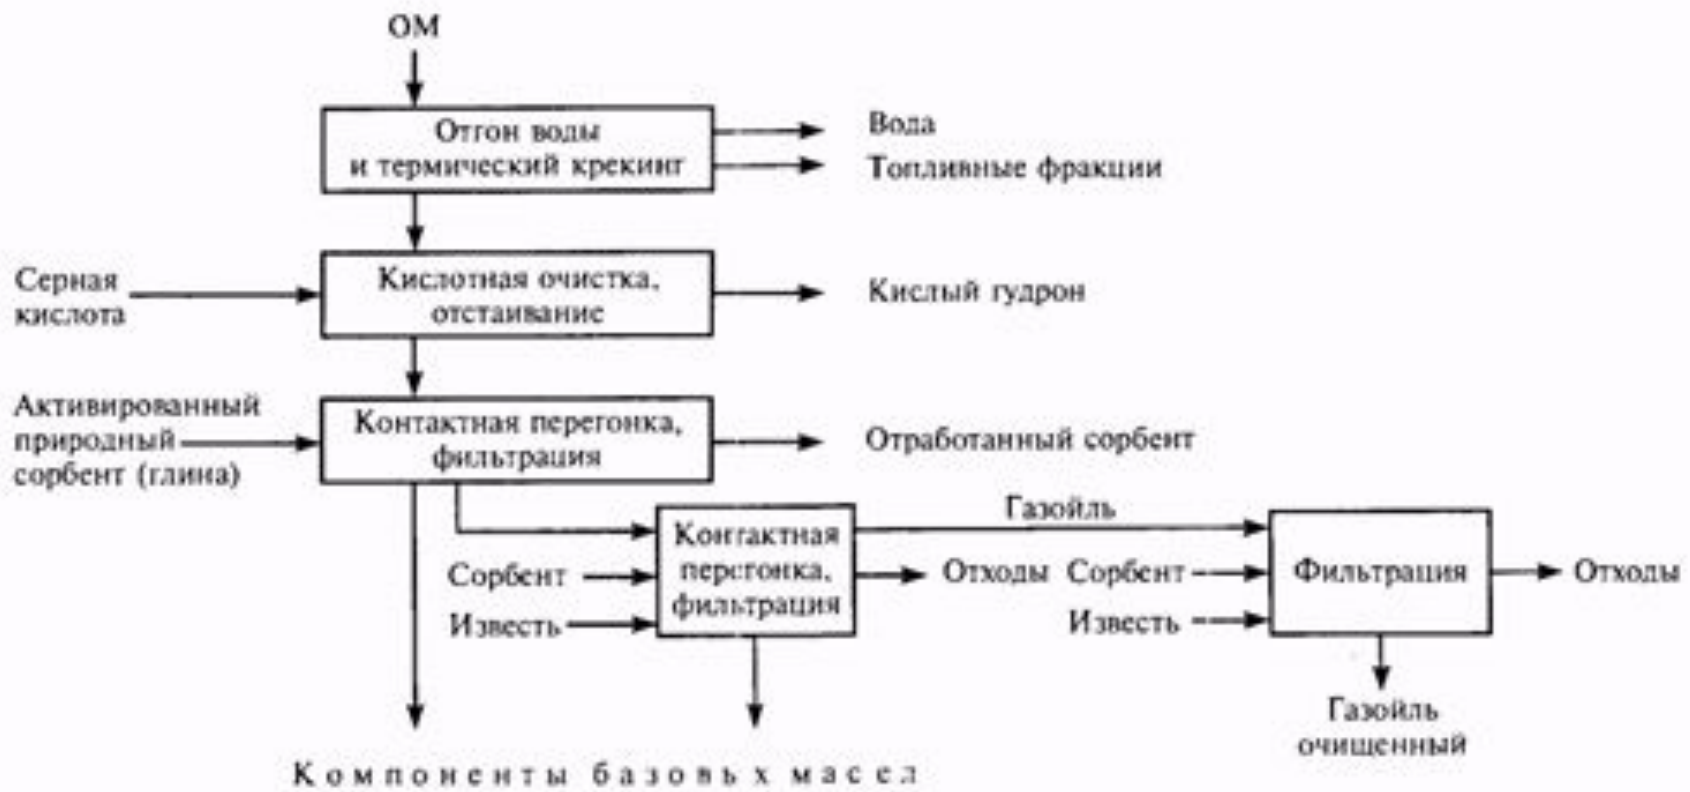 ОМ
Отгон воды
и термический крекинг
Вода
Топливные фракции
Серная
кислота
Кислотная очистка,
отстаивание
Кислый гудрон
Активированный
природный
сорбент (глина)
Контактная перегонка,
фильтрация
Отработанный сорбент
Контактная
перегонка,
фильтрация
Сорбент
Известь
Газойль
Отходы
Сорбент
Известь
Фильтрация
Отходы
Газойль
очищенный
Компоненты базовых масел